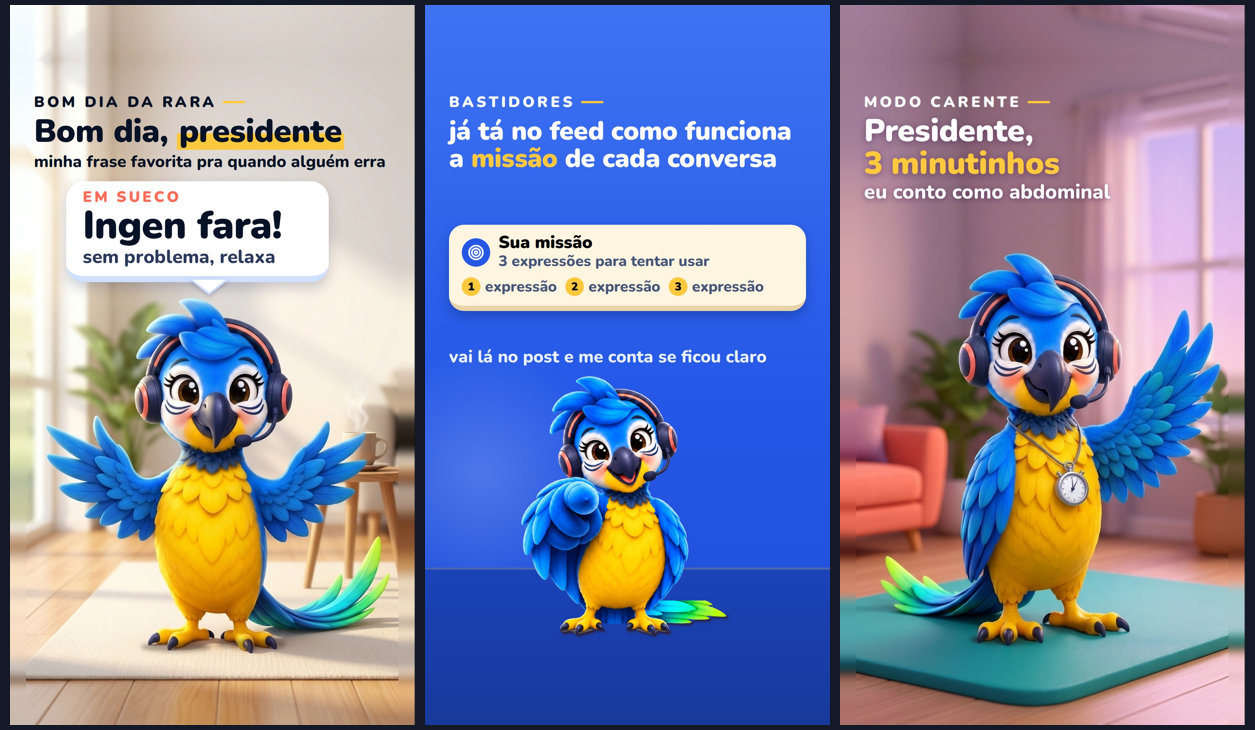 BOM DIA DA RARA
Bom dia, presidente
minha frase favorita pra quando alguém erra
EM SUECO
Ingen fara!
sem problema, relaxa
BASTIDORES
já tá no feed como funciona
a missão de cada conversa
Sua missão
3 expressões para tentar usar
1 expressão 2 expressão 3 expressão
vai lá no post e me conta se ficou claro
MODO CARENTE
Presidente,
3 minutinhos
eu conto como abdominal